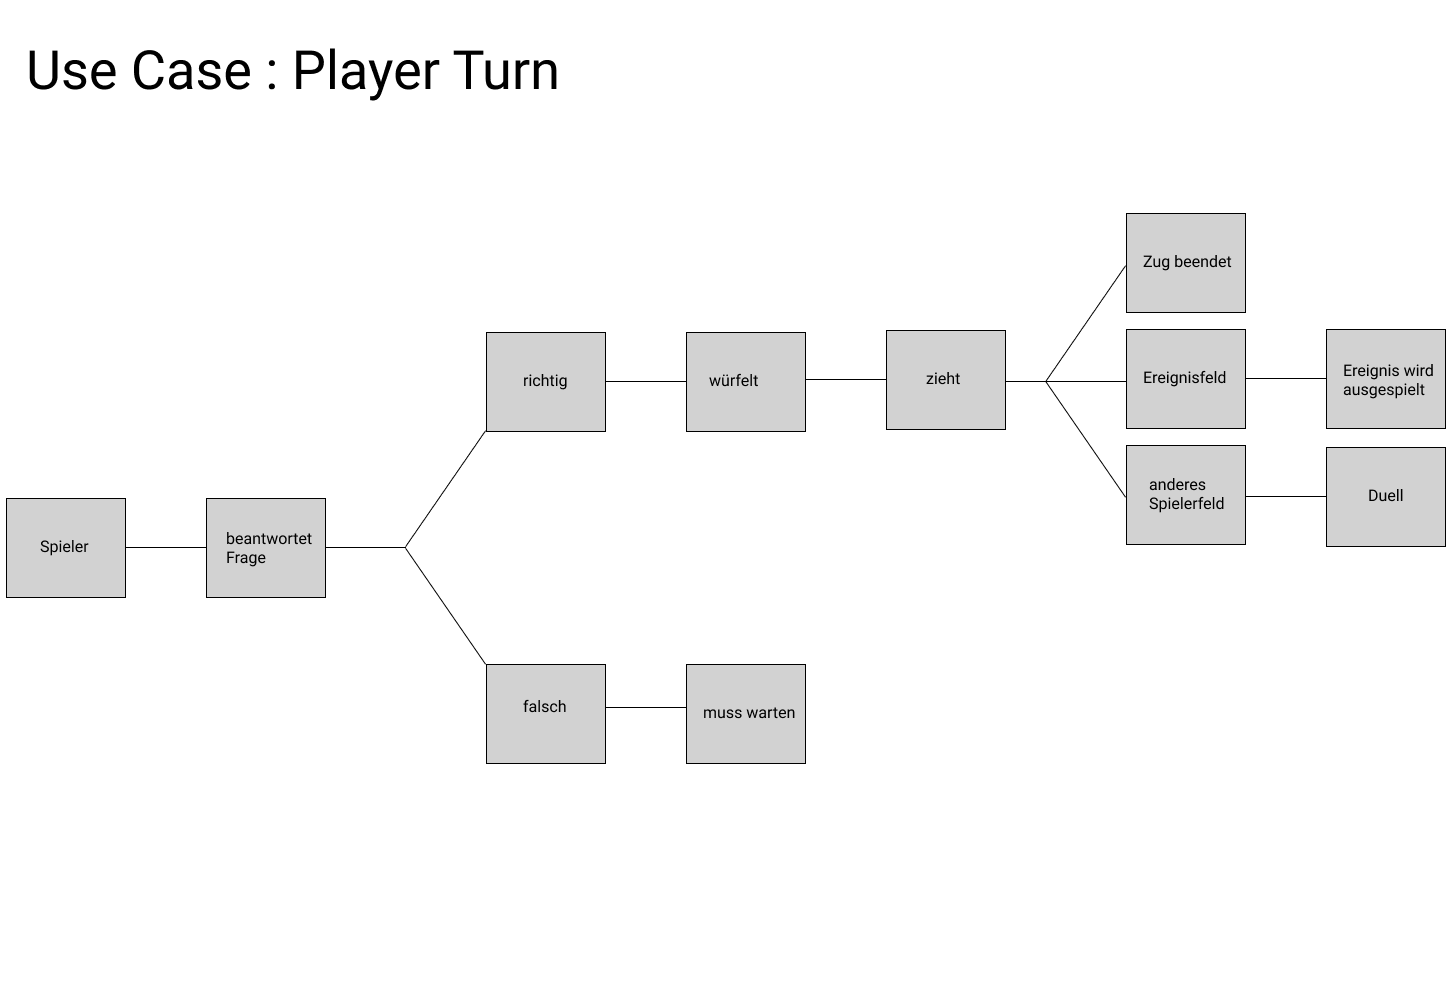 Use Case : Player Turn
Zug beendet
richtig
würfelt
zieht
Ereignisfeld
Ereignis wird
ausgespielt
anderes
Spielerfeld
Duell
Spieler
beantwortet
Frage
falsch
muss warten